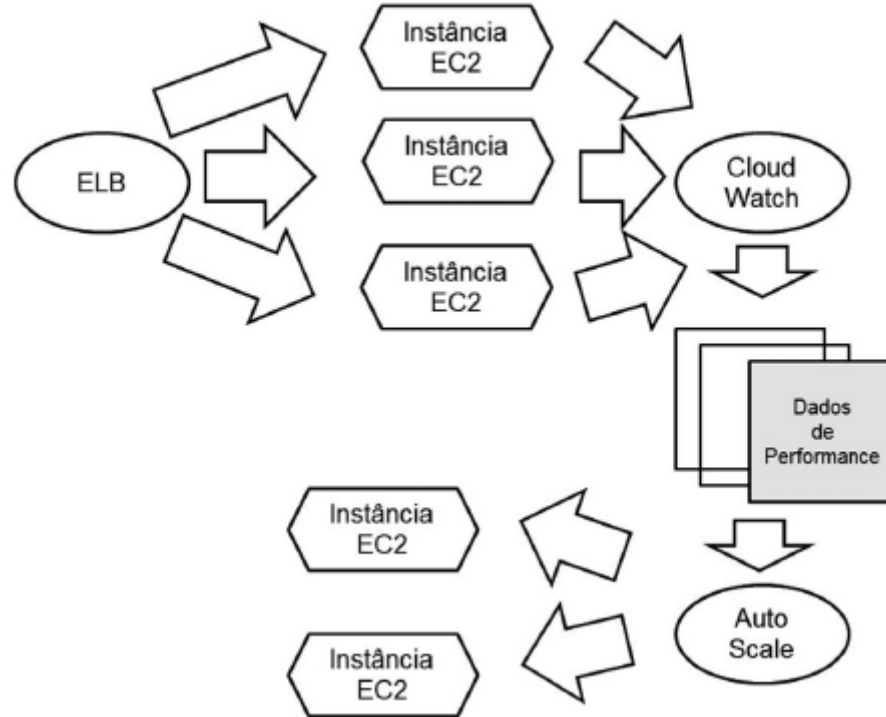 Instância
EC2
ELB
Instância
EC2
Cloud
Watch
Instância
EC2
Dados
de
Performance
Instância
EC2
Auto
Scale
Instância
EC2